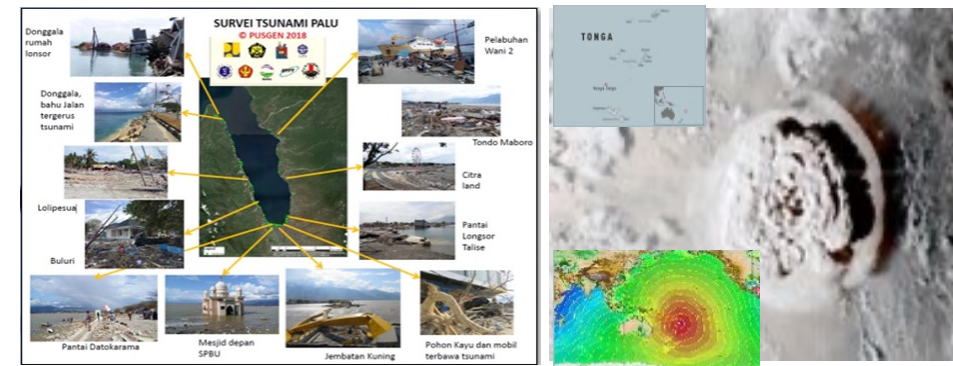 SURVEI TSUNAMI PALU
© PUSGEN 2018
Donggala
rumah
lonsor
Donggala,
bahu Jalan
tergerus
tsunami
Lolipesua
Buluri
Pelabuhan
Wani 2
Tondo Maboro
Citra
land
Pantai
Longsor
Talise
Pantai Datokarama
Mesjid depan
SPBU
Jembatan Kuning
Pohon Kayu dan mobil
terbawa tsunami
TONGA